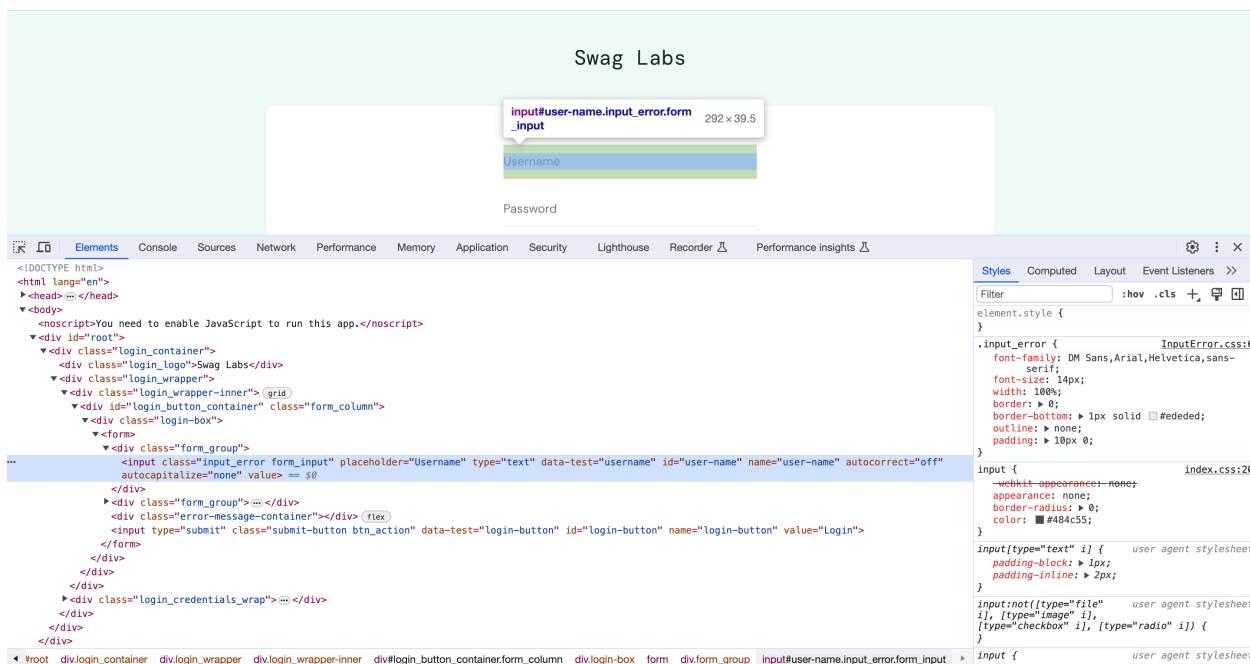 Swag Labs
input#user-name.input_error.form
_input
292 × 39.5
Username
Password
Elements Console Sources Network Performance Memory Application Security Lighthouse Recorder Performance insights
<!DOCTYPE html>
<html lang="en">
<head> ••• </head>
<body>
<noscript>You need to enable JavaScript to run this app.</noscript>
<div id="root">
<div class="login_container">
<div class="login_logo">Swag Labs</div>
<div class="login_wrapper">
<div class="login_wrapper-inner"> grid
<div id="login_button_container" class="form_column">
<div class="login-box">
<form>
<div class="form_group">
<input class="input_error form_input" placeholder="Username" type="text" data-test="username" id="user-name" name="user-name" autocorrect="off"
autocapitalize="none" value> == $0
</div>
<div class="form_group"> ••• </div>
<div class="error-message-container"></div> flex
<input type="submit" class="submit-button btn_action" data-test="login-button" id="login-button" name="login-button" value="Login">
</form>
</div>
</div>
</div>
<div class="login_credentials_wrap"> ••• </div>
</div>
</div>
</div>
#root div.login_container div.login_wrapper div.login_wrapper-inner div#login_button_container.form_column div.login-box form div.form_group input#user-name.input_error.form_input
Styles Computed Layout Event Listeners
Filter :hov .cls
element.style {
}
.input_error { InputError.css:6
font-family: DM Sans,Arial,Helvetica,sans-
serif;
font-size: 14px;
width: 100%;
border: 0;
border-bottom: 1px solid #ededed;
outline: none;
padding: 10px 0;
}
input { index.css:20
-webkit-appearance: none;
appearance: none;
border-radius: 0;
color: #484c55;
}
input[type="text" i] { user agent stylesheet
padding-block: 1px;
padding-inline: 2px;
}
input:not([type="file" user agent stylesheet
i], [type="image" i],
[type="checkbox" i], [type="radio" i]) {
}
input { user agent stylesheet